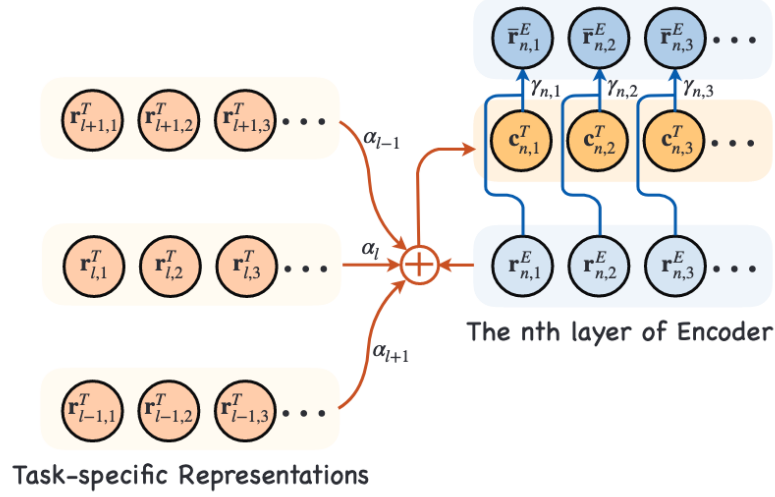 r̄^E_{n,1} r̄^E_{n,2} r̄^E_{n,3} ...
γ_{n,1} γ_{n,2} γ_{n,3}
r^T_{l+1,1} r^T_{l+1,2} r^T_{l+1,3} ...
α_{l-1}
c^T_{n,1} c^T_{n,2} c^T_{n,3} ...
r^T_{l,1} r^T_{l,2} r^T_{l,3} ...
α_l
+
r^E_{n,1} r^E_{n,2} r^E_{n,3} ...
The nth layer of Encoder
α_{l+1}
r^T_{l-1,1} r^T_{l-1,2} r^T_{l-1,3} ...
Task-specific Representations